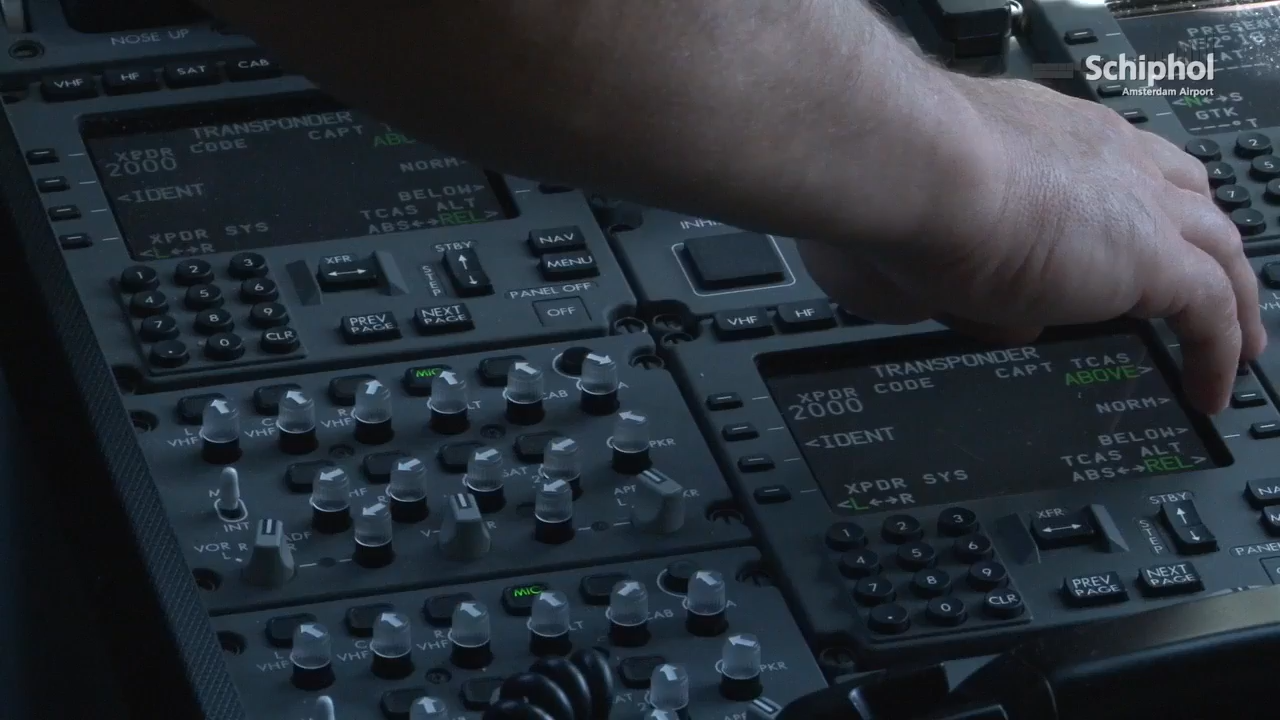 NOSE UP
VHF HF SAT CAB
TRANSPONDER
CODE CAPT
XPDR
2000
NORM
<IDENT
BELOW>
TCAS ALT
ABS<->REL>
XPDR SYS
<L<->R
PRESE
<N<->S
GTK
---°T
Schiphol
Amsterdam Airport
1 2 3
4 5 6
7 8 9
. 0 CLR
XFR
STBY
STEP
NAV
MENU
PANEL OFF
OFF
PREV PAGE
NEXT PAGE
VHF HF
TRANSPONDER
CODE CAPT TCAS
ABOVE>
XPDR
2000
NORM>
<IDENT
BELOW>
TCAS ALT
ABS<->REL>
XPDR SYS
<L<->R
1 2 3
4 5 6
7 8 9
0 CLR
XFR
STBY
STEP
PREV PAGE
NEXT PAGE
MIC
VHF
VHF
CAB
SAT
INT
VOR
MIC
VHF
VHF
CAB